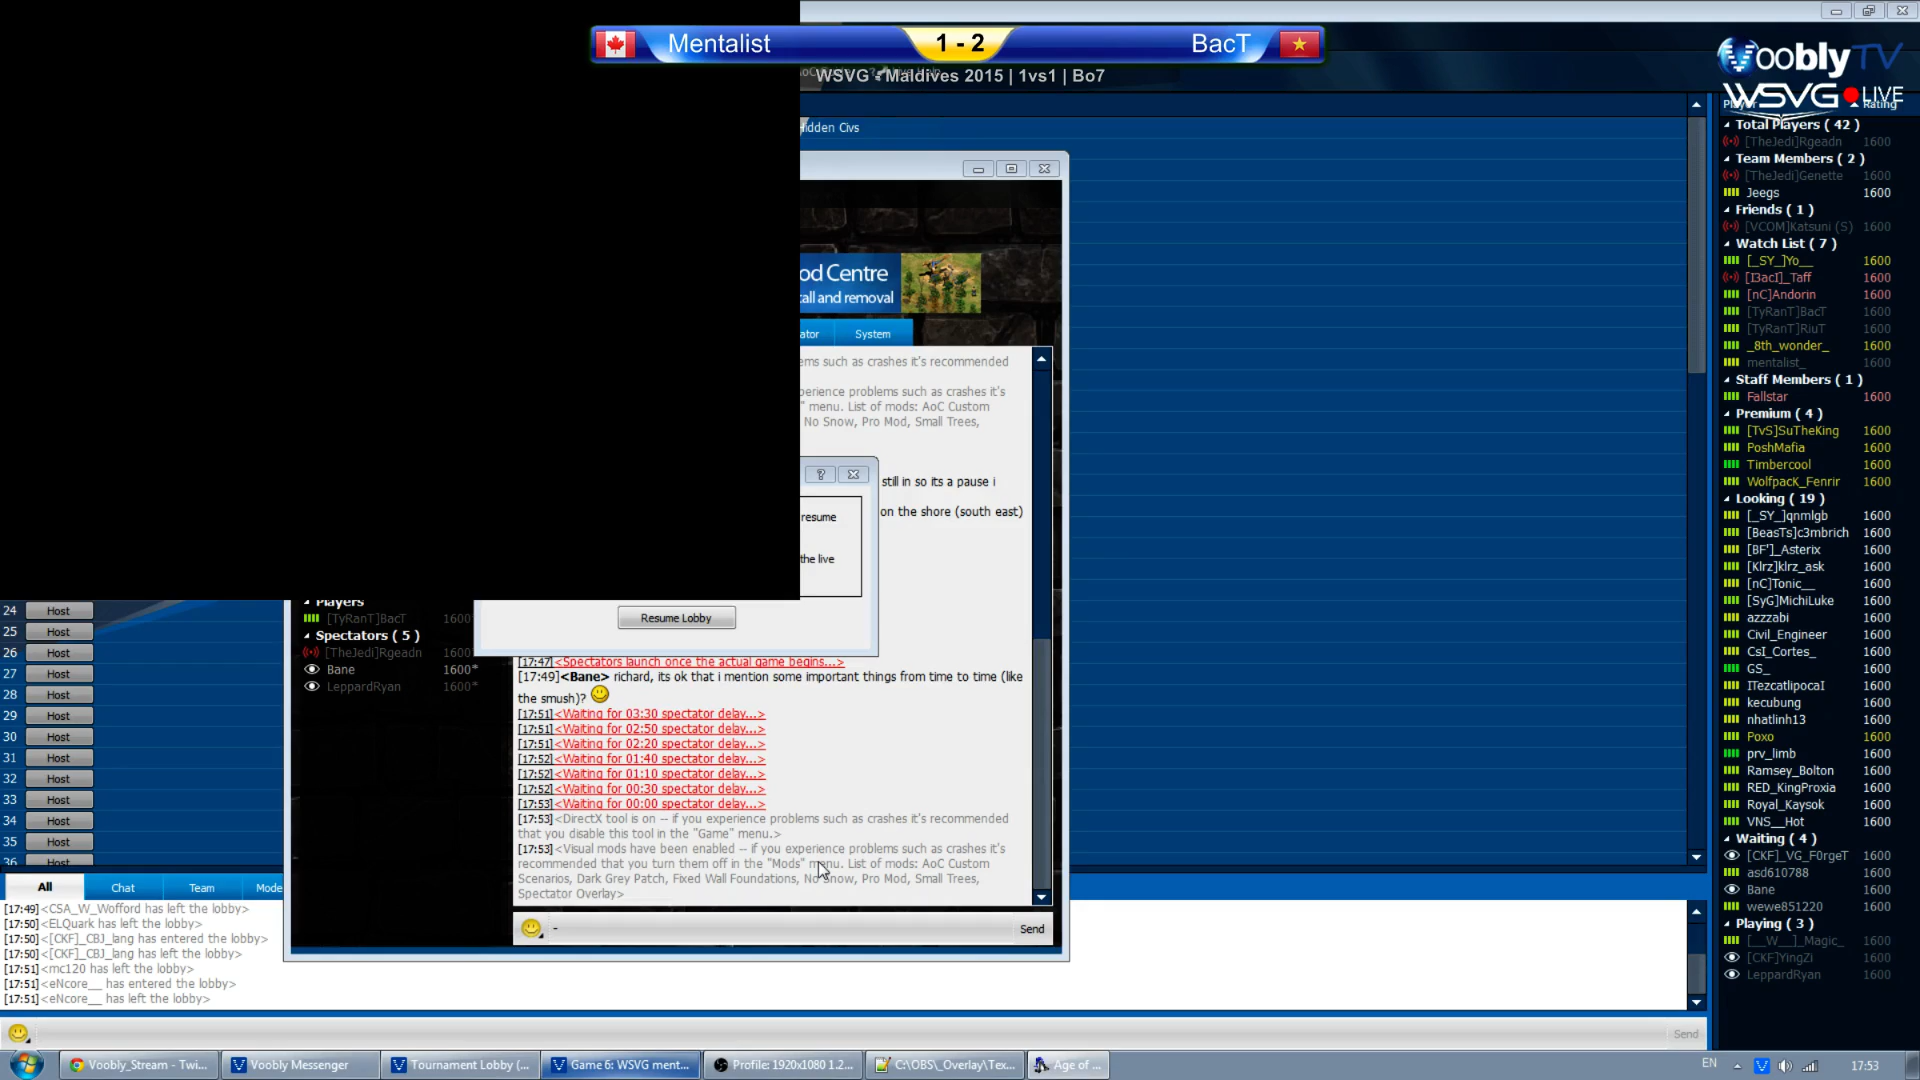 Mentalist
1 - 2
BacT
WSVG : Maldives 2015 | 1vs1 | Bo7
Voobly TV
WSVG LIVE
Rating
Hidden Civs
Total Players ( 42 )
[TheJedi]Rgeadn 1600
Team Members ( 2 )
[TheJedi]Genette 1600
Jeegs 1600
Friends ( 1 )
[VCOM]Katsuni (S) 1600
Watch List ( 7 )
[_SY_]Yo__ 1600
[I3acI]_Taff 1600
[nC]Andorin 1600
[TyRanT]BacT 1600
[TyRanT]RiuT 1600
_8th_wonder_ 1600
mentalist_ 1600
Staff Members ( 1 )
Fallstar 1600
Premium ( 4 )
[TvS]SuTheKing 1600
PoshMafia 1600
Timbercool 1600
WolfpacK_Fenrir 1600
Looking ( 19 )
[_SY_]qnmlgb 1600
[BeasTs]c3mbrich 1600
[BF']_Asterix 1600
[Klrz]klrz_ask 1600
[nC]Tonic__ 1600
[SyG]MichiLuke 1600
azzzabi 1600
Civil_Engineer 1600
CsI_Cortes_ 1600
GS_ 1600
ITezcatlipocaI 1600
kecubung 1600
nhatlinh13 1600
Poxo 1600
prv_limb 1600
Ramsey_Bolton 1600
RED_KingProxia 1600
Royal_Kaysok 1600
VNS__Hot 1600
Waiting ( 4 )
[CKF]_VG_F0rgeT 1600
asd610788 1600
Bane 1600
wewe851220 1600
Playing ( 3 )
[__W__]_Magic_ 1600
[CKF]YingZi 1600
LeppardRyan 1600
od Centre
all and removal
ator System
ems such as crashes it's recommended
perience problems such as crashes it's
" menu. List of mods: AoC Custom
No Snow, Pro Mod, Small Trees,
still in so its a pause i
on the shore (south east)
resume
the live
Resume Lobby
Players
[TyRanT]BacT 1600
Spectators ( 5 )
[TheJedi]Rgeadn 1600*
Bane 1600*
LeppardRyan 1600*
[17:47]<Spectators launch once the actual game begins...>
[17:49]<Bane> richard, its ok that i mention some important things from time to time (like
the smush)?
[17:51]<Waiting for 03:30 spectator delay...>
[17:51]<Waiting for 02:50 spectator delay...>
[17:51]<Waiting for 02:20 spectator delay...>
[17:52]<Waiting for 01:40 spectator delay...>
[17:52]<Waiting for 01:10 spectator delay...>
[17:52]<Waiting for 00:30 spectator delay...>
[17:53]<Waiting for 00:00 spectator delay...>
[17:53]<DirectX tool is on -- if you experience problems such as crashes it's recommended
that you disable this tool in the "Game" menu.>
[17:53]<Visual mods have been enabled -- if you experience problems such as crashes it's
recommended that you turn them off in the "Mods" menu. List of mods: AoC Custom
Scenarios, Dark Grey Patch, Fixed Wall Foundations, No Snow, Pro Mod, Small Trees,
Spectator Overlay>
- Send
24 Host
25 Host
26 Host
27 Host
28 Host
29 Host
30 Host
31 Host
32 Host
33 Host
34 Host
35 Host
36 Host
All Chat Team Mode
[17:49]<CSA_W_Wofford has left the lobby>
[17:50]<ELQuark has left the lobby>
[17:50]<[CKF]_CBJ_lang has entered the lobby>
[17:50]<[CKF]_CBJ_lang has left the lobby>
[17:51]<mc120 has left the lobby>
[17:51]<eNcore__ has entered the lobby>
[17:51]<eNcore__ has left the lobby>
Send
Voobly_Stream - Twi...
Voobly Messenger
Tournament Lobby (...
Game 6: WSVG ment...
Profile: 1920x1080 1.2...
C:\OBS\_Overlay\Tex...
Age of ...
EN
17:53